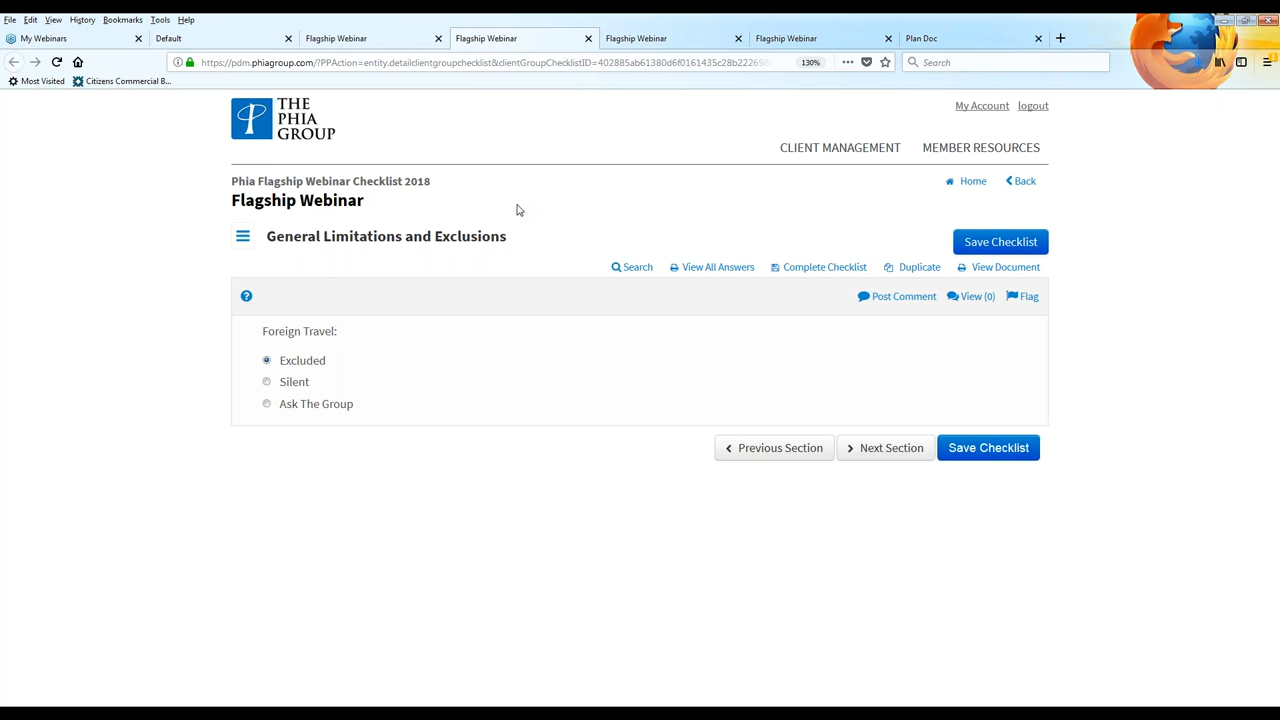 File Edit View History Bookmarks Tools Help
My Webinars Default Flagship Webinar Flagship Webinar Flagship Webinar Flagship Webinar Plan Doc
130% Search
Most Visited Citizens Commercial B...
THE PHIA GROUP
My Account logout
CLIENT MANAGEMENT MEMBER RESOURCES
Phia Flagship Webinar Checklist 2018
Home Back
Flagship Webinar
General Limitations and Exclusions
Save Checklist
Search View All Answers Complete Checklist Duplicate View Document
Post Comment View (0) Flag
Foreign Travel:
Excluded
Silent
Ask The Group
Previous Section Next Section Save Checklist